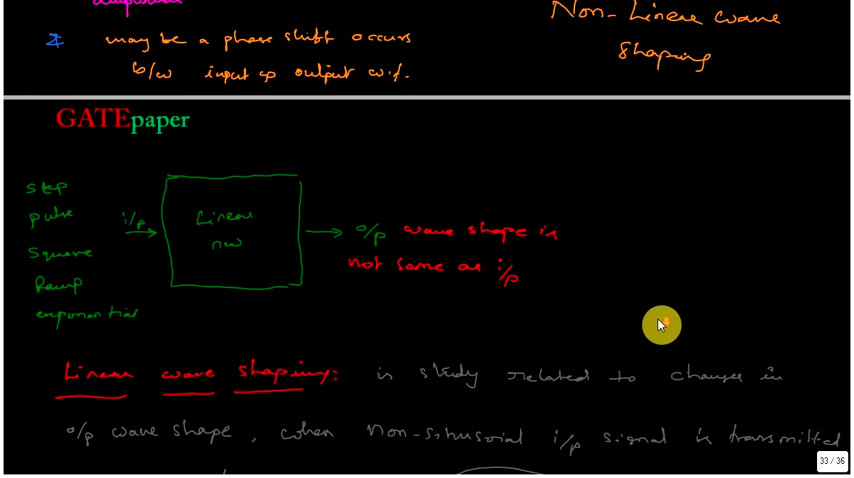 Non-Linear wave
Shaping
may be a phase shift occurs
b/w input & output w.f.
GATEpaper
step
pulse
Square
Ramp
exponential
i/p
Linear
nw
o/p wave shape is
not same as i/p
Linear wave shaping: is study related to change in
o/p wave shape, when Non-sinusoial i/p signal is transmitted
33 / 36